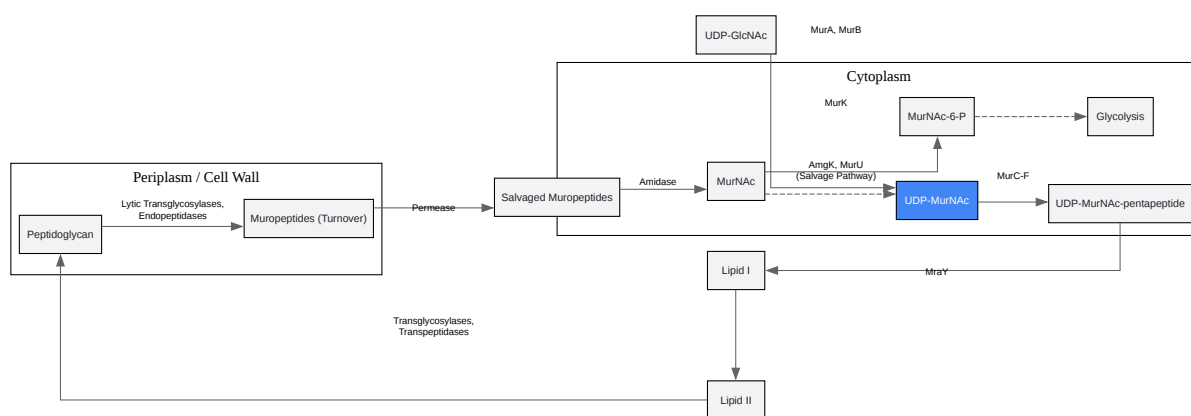 UDP-GlcNAc
MurA, MurB
Cytoplasm
MurK
MurNAc-6-P
Glycolysis
Periplasm / Cell Wall
Lytic Transglycosylases,
Endopeptidases
Peptidoglycan
Muropeptides (Turnover)
Permease
Salvaged Muropeptides
Amidase
MurNAc
AmgK, MurU
(Salvage Pathway)
UDP-MurNAc
MurC-F
UDP-MurNAc-pentapeptide
Lipid I
MraY
Transglycosylases,
Transpeptidases
Lipid II